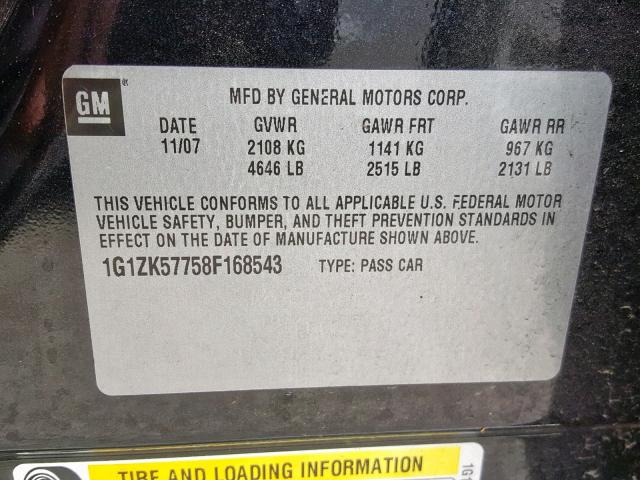 GM ®
MFD BY GENERAL MOTORS CORP.
DATE GVWR GAWR FRT GAWR RR
11/07 2108 KG 1141 KG 967 KG
4646 LB 2515 LB 2131 LB
THIS VEHICLE CONFORMS TO ALL APPLICABLE U.S. FEDERAL MOTOR
VEHICLE SAFETY, BUMPER, AND THEFT PREVENTION STANDARDS IN
EFFECT ON THE DATE OF MANUFACTURE SHOWN ABOVE.
1G1ZK57758F168543 TYPE: PASS CAR
TIRE AND LOADING INFORMATION